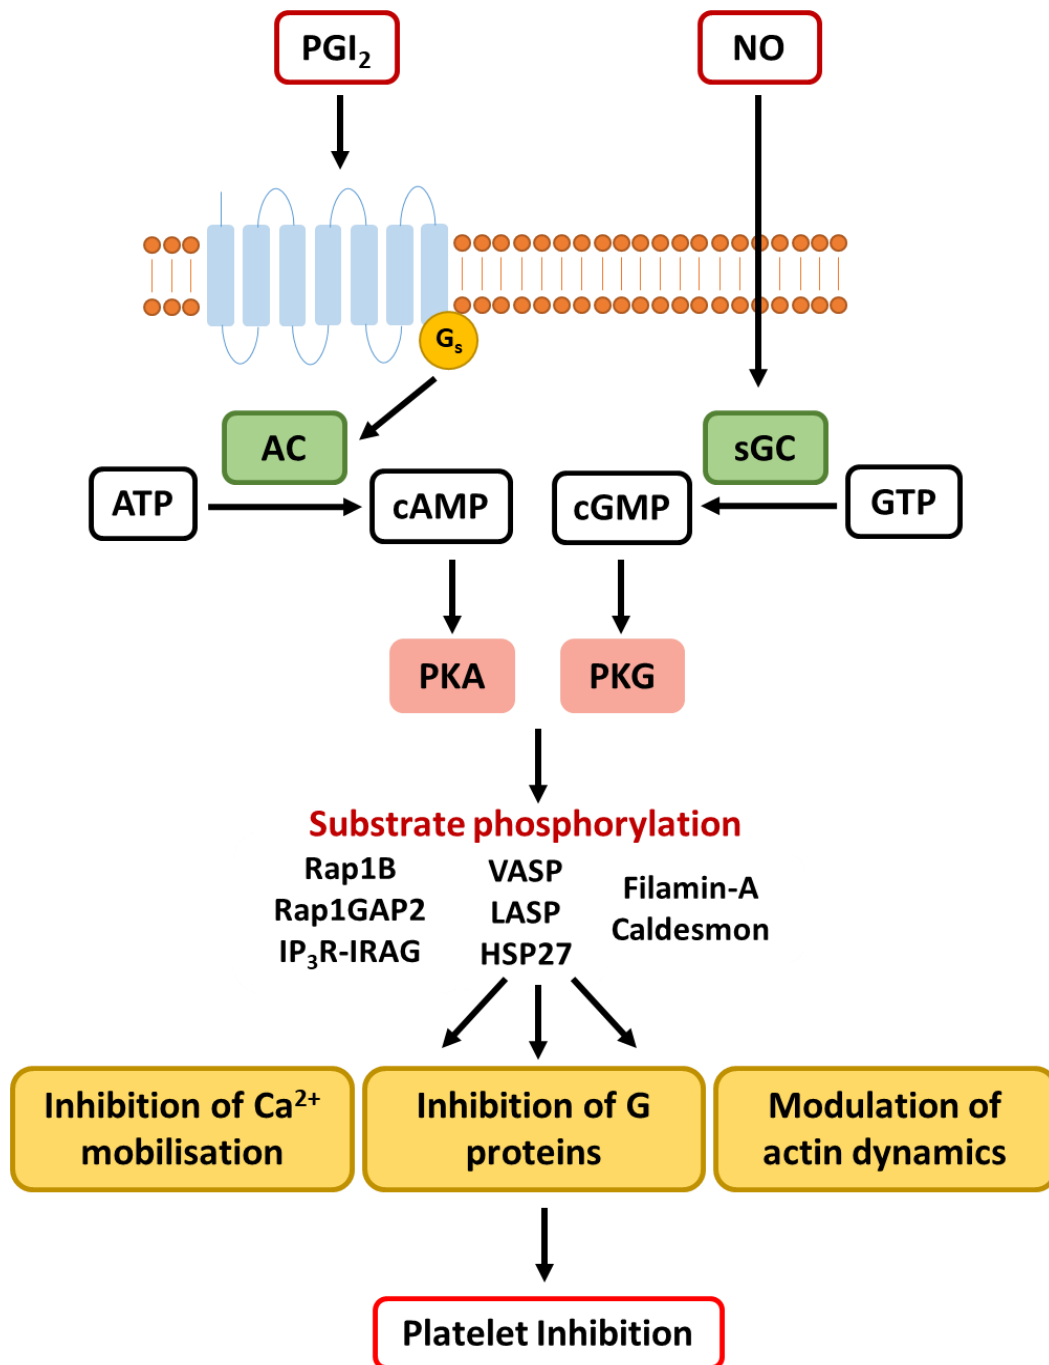 PGI₂
NO
Gₛ
AC
sGC
ATP
cAMP
cGMP
GTP
PKA
PKG
Substrate phosphorylation
Rap1B
Rap1GAP2
IP₃R-IRAG
VASP
LASP
HSP27
Filamin-A
Caldesmon
Inhibition of Ca²⁺
mobilisation
Inhibition of G
proteins
Modulation of
actin dynamics
Platelet Inhibition